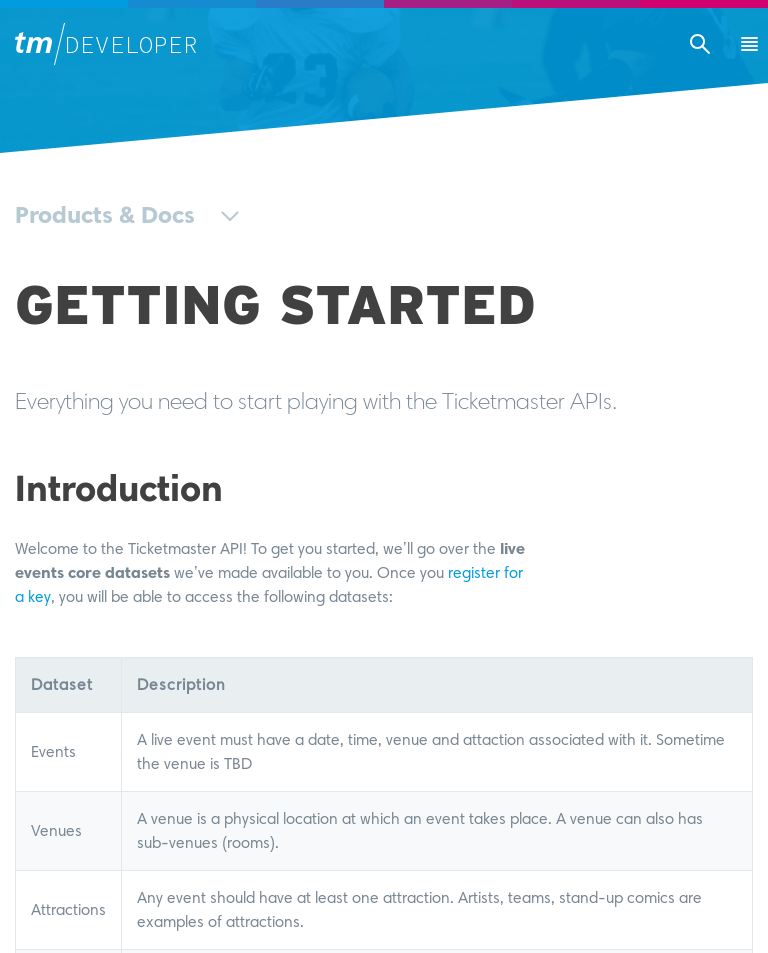 tm DEVELOPER
23
Products & Docs
GETTING STARTED
Everything you need to start playing with the Ticketmaster APIs.
Introduction
Welcome to the Ticketmaster API! To get you started, we’ll go over the live
events core datasets we’ve made available to you. Once you register for
a key, you will be able to access the following datasets:
Dataset Description
Events
A live event must have a date, time, venue and attaction associated with it. Sometime
the venue is TBD
Venues
A venue is a physical location at which an event takes place. A venue can also has
sub-venues (rooms).
Attractions
Any event should have at least one attraction. Artists, teams, stand-up comics are
examples of attractions.